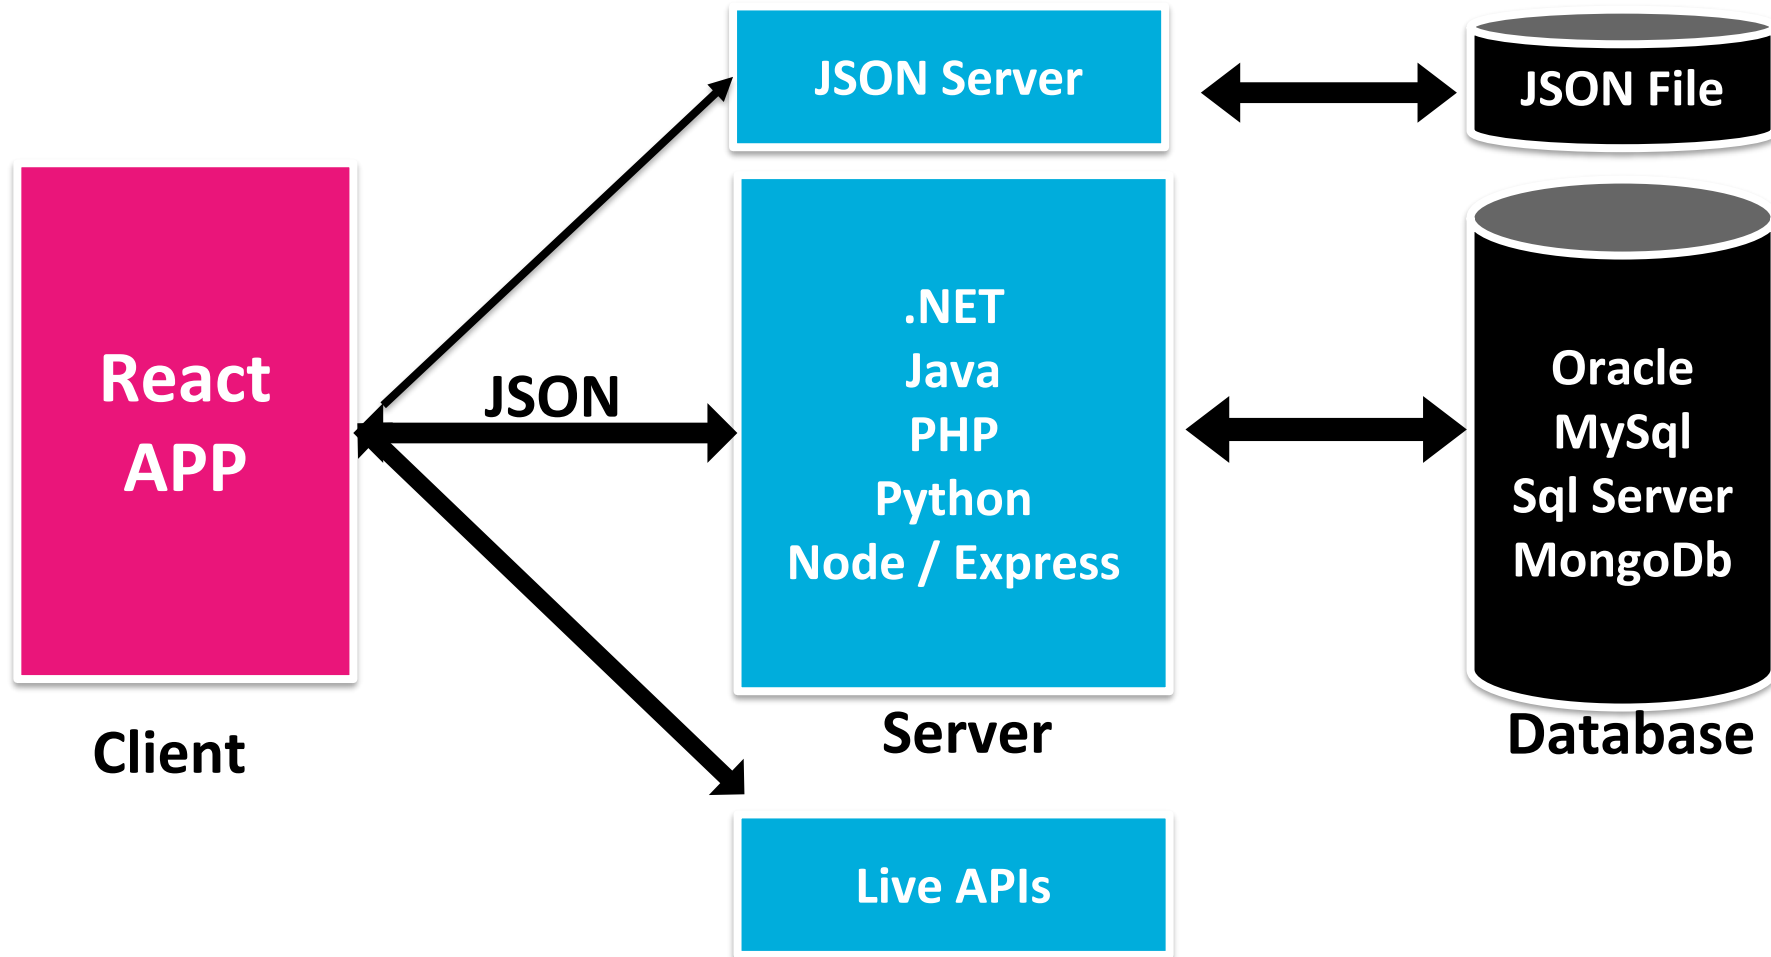 JSON Server
JSON File
React
APP
JSON
.NET
Java
PHP
Python
Node / Express
Oracle
MySql
Sql Server
MongoDb
Client
Server
Database
Live APIs